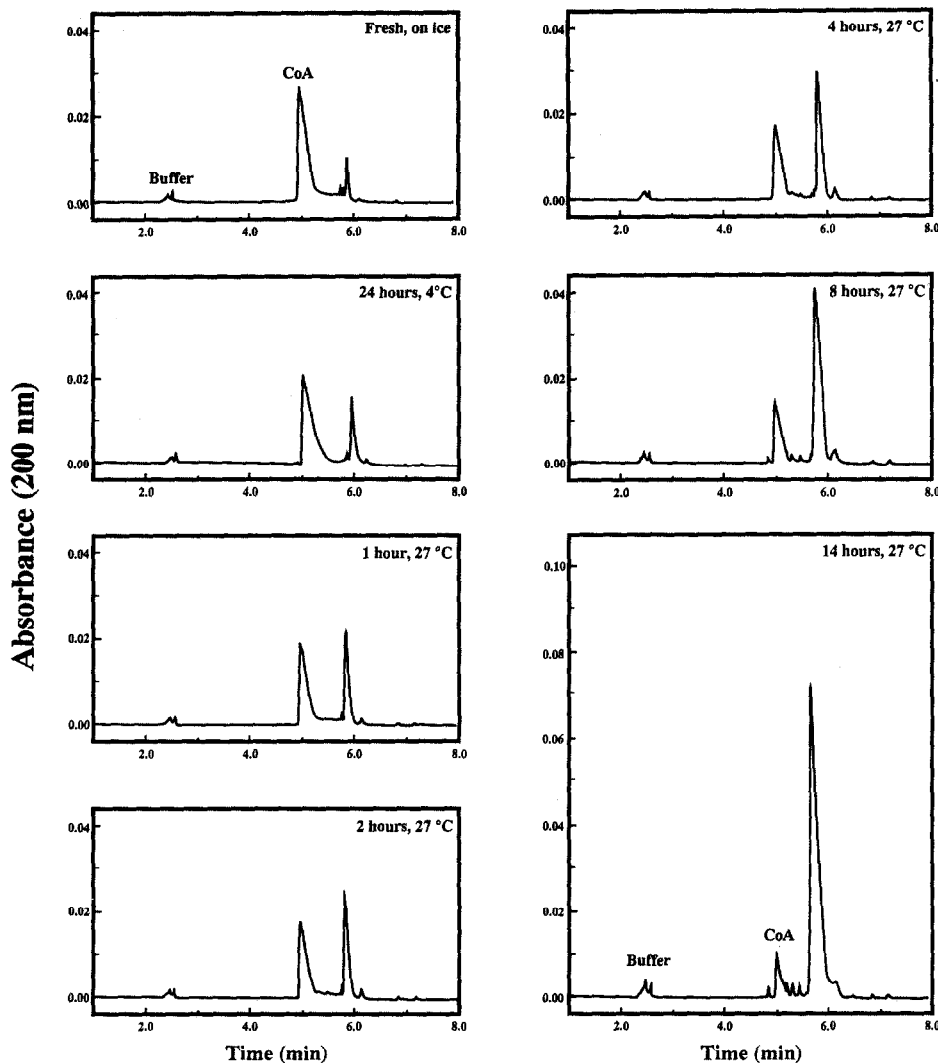 Absorbance (200 nm)
Fresh, on ice
0.04
0.02
0.00
Buffer
CoA
2.0 4.0 6.0 8.0
24 hours, 4°C
0.04
0.02
0.00
2.0 4.0 6.0 8.0
1 hour, 27 °C
0.04
0.02
0.00
2.0 4.0 6.0 8.0
2 hours, 27 °C
0.04
0.02
0.00
2.0 4.0 6.0 8.0
Time (min)
4 hours, 27 °C
0.04
0.02
0.00
2.0 4.0 6.0 8.0
8 hours, 27 °C
0.04
0.02
0.00
2.0 4.0 6.0 8.0
14 hours, 27 °C
0.10
0.08
0.06
0.04
0.02
0.00
Buffer
CoA
2.0 4.0 6.0 8.0
Time (min)